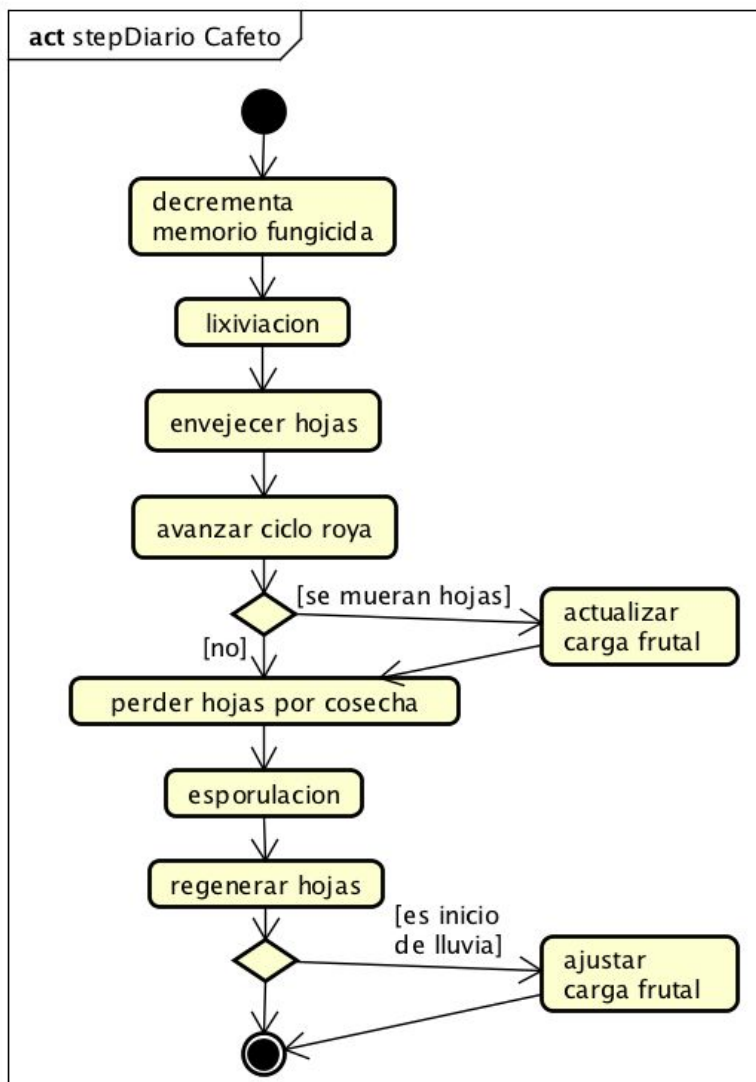 act stepDiario Cafeto
decrementa
memorio fungicida
lixiviacion
envejecer hojas
avanzar ciclo roya
[se mueran hojas]
actualizar
carga frutal
[no]
perder hojas por cosecha
esporulacion
regenerar hojas
[es inicio
de lluvia]
ajustar
carga frutal